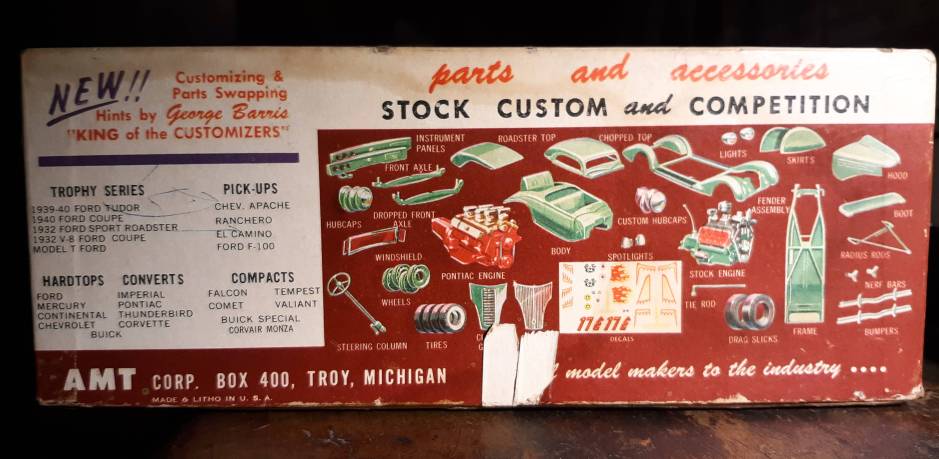 NEW!!
Customizing &
Parts Swapping
Hints by George Barris
"KING of the CUSTOMIZERS"
TROPHY SERIES
1939-40 FORD TUDOR
1940 FORD COUPE
1932 FORD SPORT ROADSTER
1932 V-8 FORD COUPE
MODEL T FORD
PICK-UPS
CHEV. APACHE
RANCHERO
EL CAMINO
FORD F-100
HARDTOPS CONVERTS
FORD IMPERIAL
MERCURY PONTIAC
CONTINENTAL THUNDERBIRD
CHEVROLET CORVETTE
BUICK
COMPACTS
FALCON TEMPEST
COMET VALIANT
BUICK SPECIAL
CORVAIR MONZA
parts and accessories
STOCK CUSTOM and COMPETITION
INSTRUMENT
PANELS
ROADSTER TOP
CHOPPED TOP
LIGHTS
SKIRTS
HOOD
FRONT AXLE
HUBCAPS
DROPPED FRONT
AXLE
CUSTOM HUBCAPS
FENDER
ASSEMBLY
BOOT
WINDSHIELD
PONTIAC ENGINE
BODY
SPOTLIGHTS
STOCK ENGINE
RADIUS RODS
WHEELS
TIE ROD
NERF BARS
STEERING COLUMN
TIRES
DECALS
DRAG SLICKS
FRAME
BUMPERS
AMT CORP. BOX 400, TROY, MICHIGAN
model makers to the industry ....
MADE & LITHO IN U. S. A.